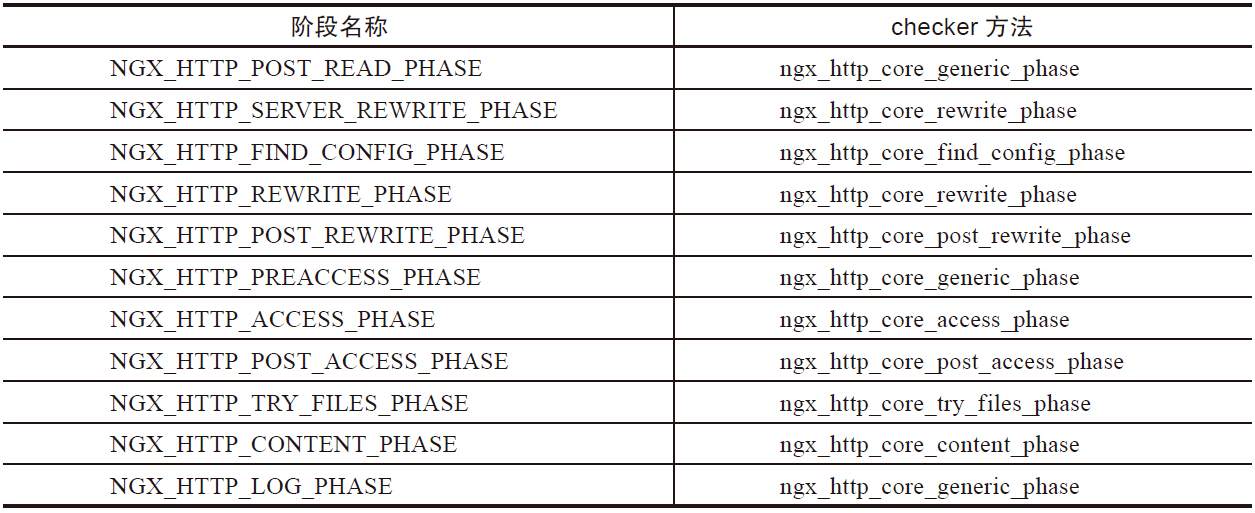 阶段名称 checker 方法
NGX_HTTP_POST_READ_PHASE ngx_http_core_generic_phase
NGX_HTTP_SERVER_REWRITE_PHASE ngx_http_core_rewrite_phase
NGX_HTTP_FIND_CONFIG_PHASE ngx_http_core_find_config_phase
NGX_HTTP_REWRITE_PHASE ngx_http_core_rewrite_phase
NGX_HTTP_POST_REWRITE_PHASE ngx_http_core_post_rewrite_phase
NGX_HTTP_PREACCESS_PHASE ngx_http_core_generic_phase
NGX_HTTP_ACCESS_PHASE ngx_http_core_access_phase
NGX_HTTP_POST_ACCESS_PHASE ngx_http_core_post_access_phase
NGX_HTTP_TRY_FILES_PHASE ngx_http_core_try_files_phase
NGX_HTTP_CONTENT_PHASE ngx_http_core_content_phase
NGX_HTTP_LOG_PHASE ngx_http_core_generic_phase